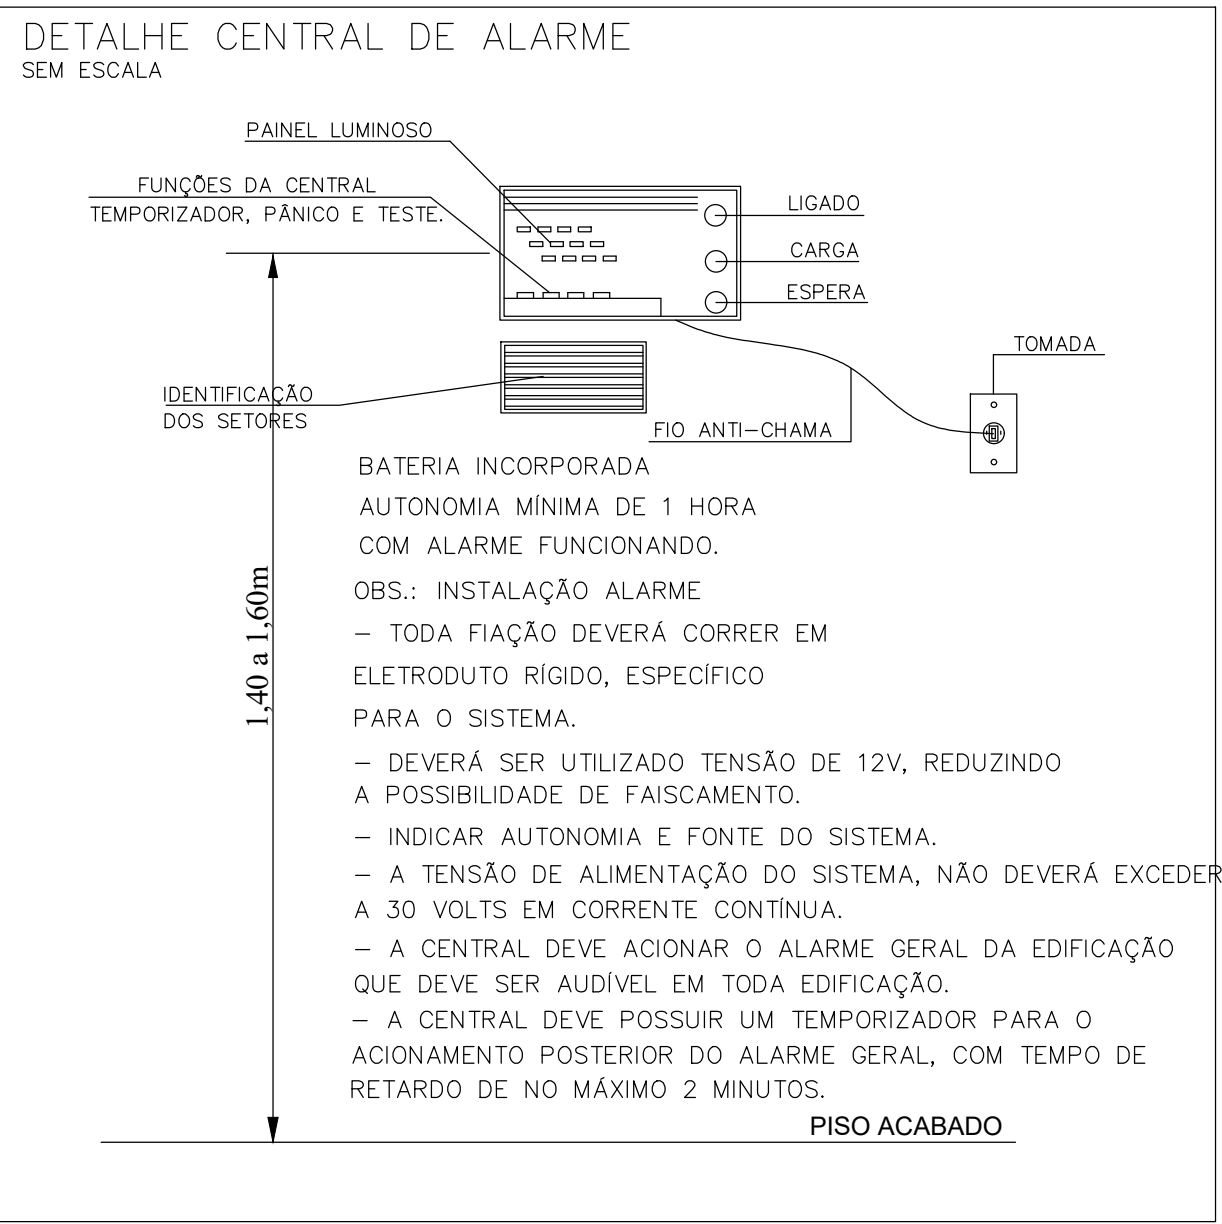 DETALHE CENTRAL DE ALARME
SEM ESCALA
PAINEL LUMINOSO
FUNÇÕES DA CENTRAL
TEMPORIZADOR, PÂNICO E TESTE.
LIGADO
CARGA
ESPERA
TOMADA
IDENTIFICAÇÃO
DOS SETORES
FIO ANTI-CHAMA
BATERIA INCORPORADA
AUTONOMIA MÍNIMA DE 1 HORA
COM ALARME FUNCIONANDO.
OBS.: INSTALAÇÃO ALARME
- TODA FIAÇÃO DEVERÁ CORRER EM
ELETRODUTO RÍGIDO, ESPECÍFICO
PARA O SISTEMA.
- DEVERÁ SER UTILIZADO TENSÃO DE 12V, REDUZINDO
A POSSIBILIDADE DE FAISCAMENTO.
- INDICAR AUTONOMIA E FONTE DO SISTEMA.
- A TENSÃO DE ALIMENTAÇÃO DO SISTEMA, NÃO DEVERÁ EXCEDER
A 30 VOLTS EM CORRENTE CONTÍNUA.
- A CENTRAL DEVE ACIONAR O ALARME GERAL DA EDIFICAÇÃO
QUE DEVE SER AUDÍVEL EM TODA EDIFICAÇÃO.
- A CENTRAL DEVE POSSUIR UM TEMPORIZADOR PARA O
ACIONAMENTO POSTERIOR DO ALARME GERAL, COM TEMPO DE
RETARDO DE NO MÁXIMO 2 MINUTOS.
1,40 a 1,60m
PISO ACABADO